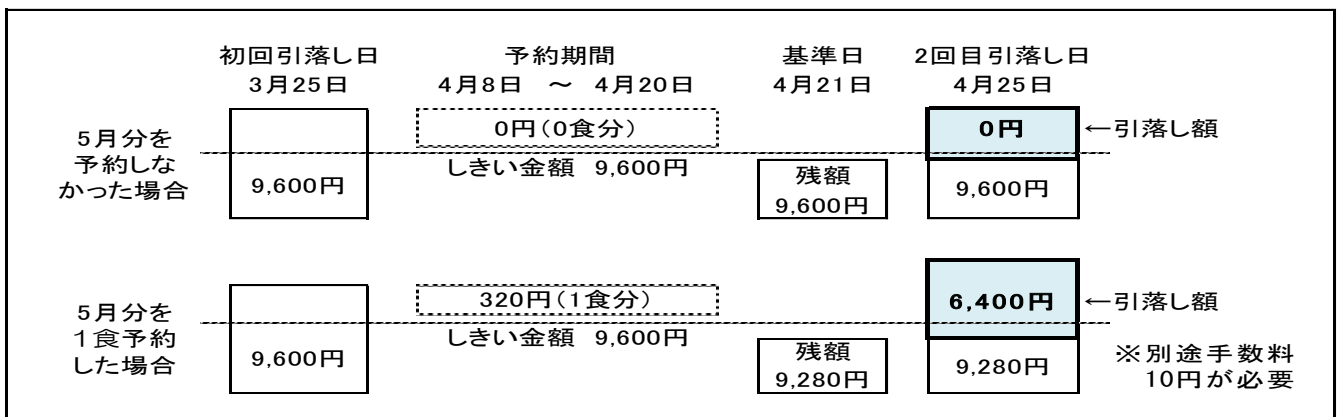 初回引落し日
3月25日
予約期間
4月8日 ～ 4月20日
基準日
4月21日
2回目引落し日
4月25日
5月分を
予約しな
かった場合
9,600円
0円(0食分)
しきい金額 9,600円
残額
9,600円
0円
9,600円
←引落し額
5月分を
1食予約
した場合
9,600円
320円(1食分)
しきい金額 9,600円
残額
9,280円
6,400円
9,280円
←引落し額
※別途手数料
10円が必要